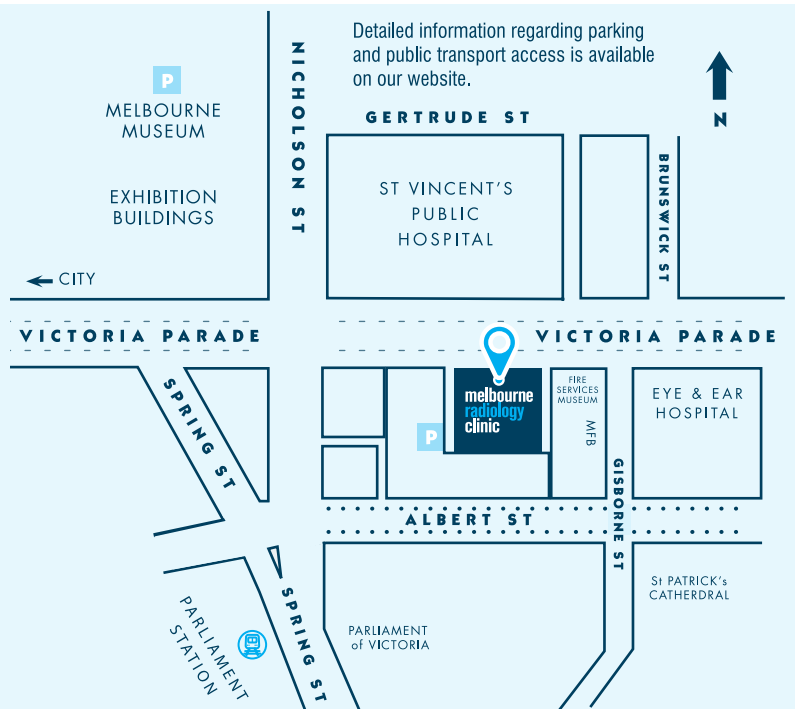 Detailed information regarding parking
and public transport access is available
on our website.
N
P
MELBOURNE
MUSEUM
EXHIBITION
BUILDINGS
CITY
NICHOLSON ST
GERTRUDE ST
ST VINCENT'S
PUBLIC
HOSPITAL
BRUNSWICK ST
VICTORIA PARADE
VICTORIA PARADE
SPRING ST
P
melbourne
radiology
clinic
FIRE
SERVICES
MUSEUM
MFB
EYE & EAR
HOSPITAL
GISBORNE ST
ALBERT ST
PARLIAMENT
STATION
SPRING ST
PARLIAMENT
of VICTORIA
St PATRICK's
CATHERDRAL